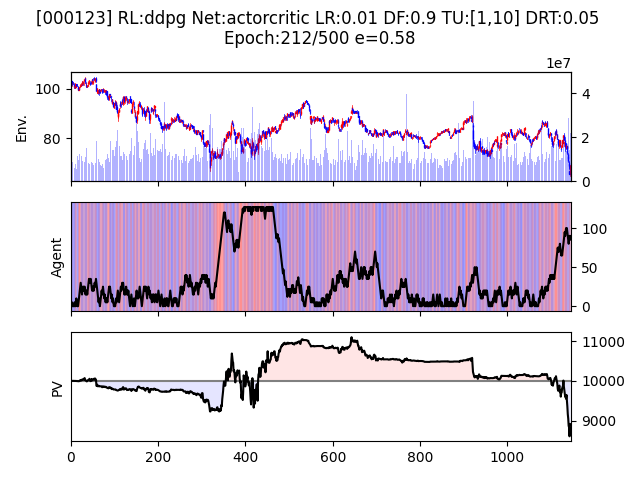 [000123] RL:ddpg Net:actorcritic LR:0.01 DF:0.9 TU:[1,10] DRT:0.05
Epoch:212/500 e=0.58
1e7
100
80
Env.
4
2
0
Agent
100
50
0
PV
11000
10000
9000
0 200 400 600 800 1000